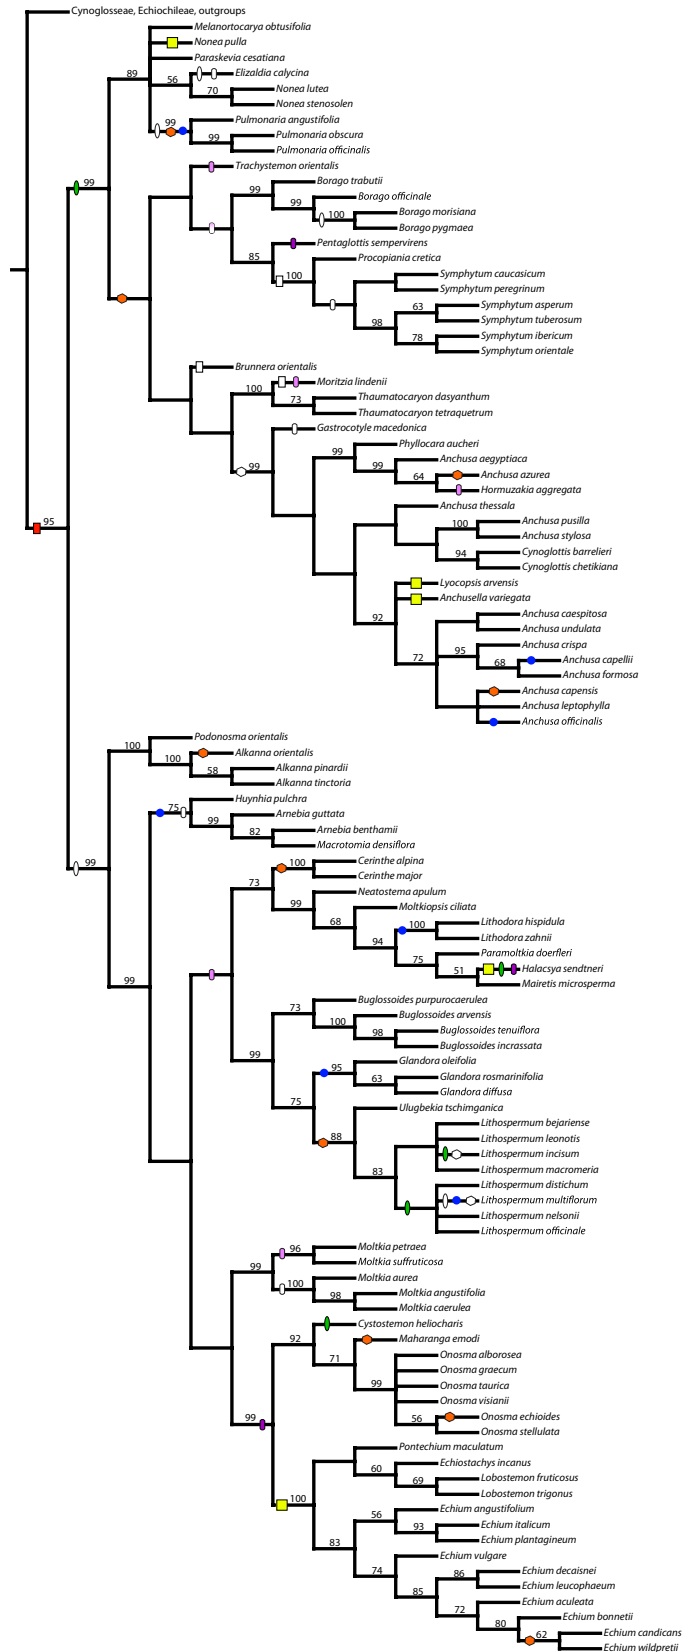 Cynoglosseae, Echiochileae, outgroups
Melanortocarya obtusifolia
Nonea pulla
Paraskevia cesatiana
89
56
Elizaldia calycina
70
Nonea lutea
Nonea stenosolen
99
Pulmonaria angustifolia
99
Pulmonaria obscura
Pulmonaria officinalis
99
Trachystemon orientalis
99
Borago trabutii
99
Borago officinale
100
Borago morisiana
Borago pygmaea
85
Pentaglottis sempervirens
100
Procopiania cretica
Symphytum caucasicum
Symphytum peregrinum
98
63
Symphytum asperum
Symphytum tuberosum
78
Symphytum ibericum
Symphytum orientale
Brunnera orientalis
100
Moritzia lindenii
73
Thaumatocaryon dasyanthum
Thaumatocaryon tetraquetrum
99
Gastrocotyle macedonica
99
Phyllocara aucheri
99
Anchusa aegyptiaca
64
Anchusa azurea
Hormuzakia aggregata
Anchusa thessala
100
Anchusa pusilla
Anchusa stylosa
94
Cynoglottis barrelieri
Cynoglottis chetikiana
95
92
Lyocopsis arvensis
Anchusella variegata
72
Anchusa caespitosa
Anchusa undulata
95
Anchusa crispa
68
Anchusa capellii
Anchusa formosa
Anchusa capensis
Anchusa leptophylla
Anchusa officinalis
100
Podonosma orientalis
100
Alkanna orientalis
58
Alkanna pinardii
Alkanna tinctoria
75
Huynhia pulchra
99
Arnebia guttata
82
Arnebia benthamii
Macrotomia densiflora
99
73
100
Cerinthe alpina
Cerinthe major
99
Neatostema apulum
68
Moltkiopsis ciliata
94
100
Lithodora hispidula
Lithodora zahnii
75
Paramoltkia doerfleri
51
Halacsya sendtneri
Mairetis microsperma
99
73
Buglossoides purpurocaerulea
100
Buglossoides arvensis
98
Buglossoides tenuiflora
Buglossoides incrassata
99
75
95
Glandora oleifolia
63
Glandora rosmarinifolia
Glandora diffusa
88
Ulugbekia tschimganica
83
Lithospermum bejariense
Lithospermum leonotis
Lithospermum incisum
Lithospermum macromeria
Lithospermum distichum
Lithospermum multiflorum
Lithospermum nelsonii
Lithospermum officinale
99
96
Moltkia petraea
Moltkia suffruticosa
100
Moltkia aurea
98
Moltkia angustifolia
Moltkia caerulea
99
92
Cystostemon heliocharis
71
Maharanga emodi
99
Onosma alborosea
Onosma graecum
Onosma taurica
Onosma visianii
56
Onosma echioides
Onosma stellulata
100
Pontechium maculatum
60
Echiostachys incanus
69
Lobostemon fruticosus
Lobostemon trigonus
83
56
Echium angustifolium
93
Echium italicum
Echium plantagineum
74
Echium vulgare
85
86
Echium decaisnei
Echium leucophaeum
72
Echium aculeata
80
Echium bonnetii
62
Echium candicans
Echium wildpretii